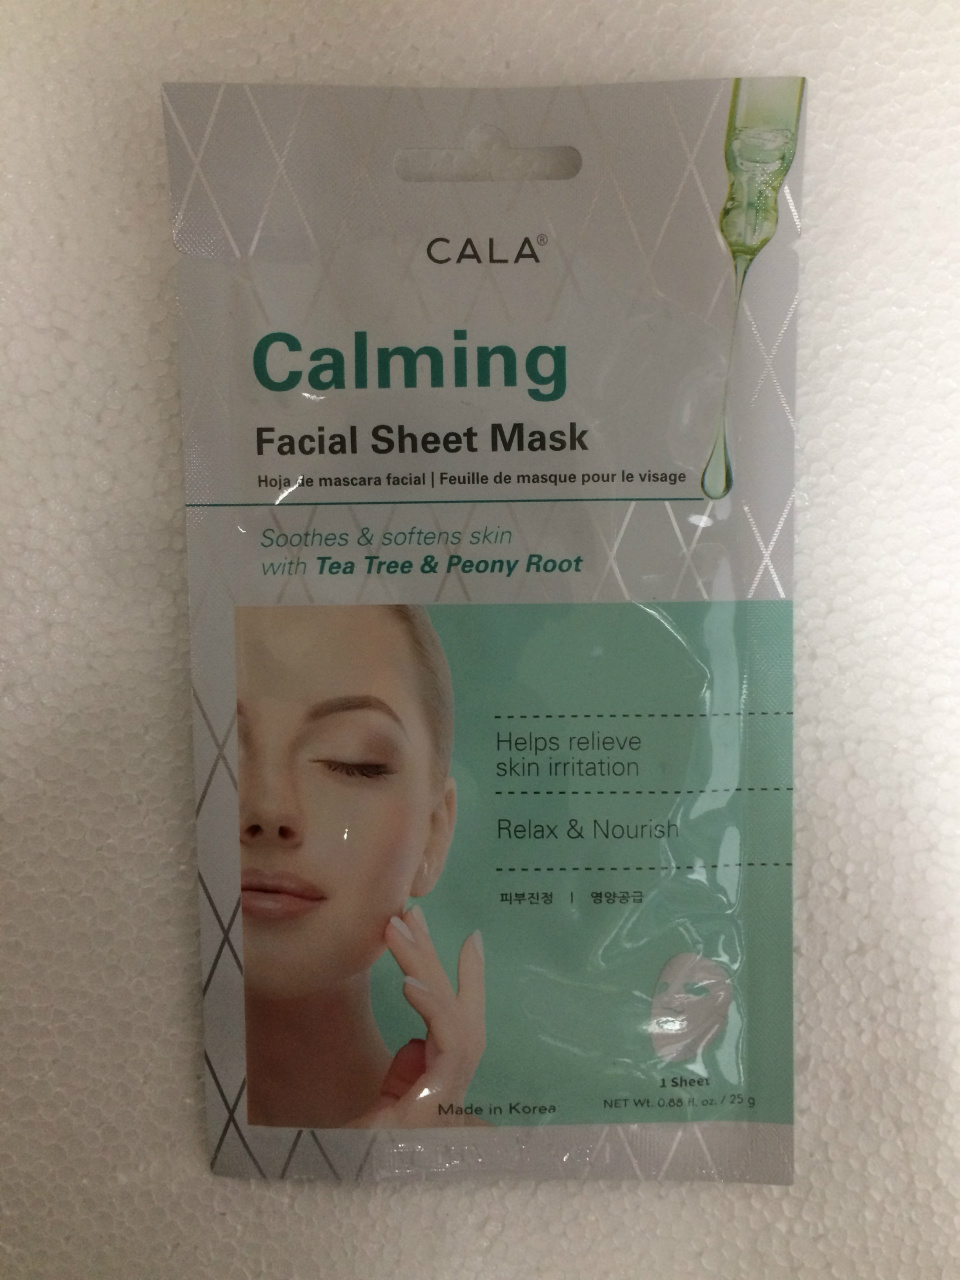 CALA®
Calming
Facial Sheet Mask
Hoja de mascara facial | Feuille de masque pour le visage
Soothes & softens skin
with Tea Tree & Peony Root
Helps relieve
skin irritation
Relax & Nourish
피부진정 | 영양공급
1 Sheet
NET Wt. 0.88 fl. oz. / 25 g
Made in Korea